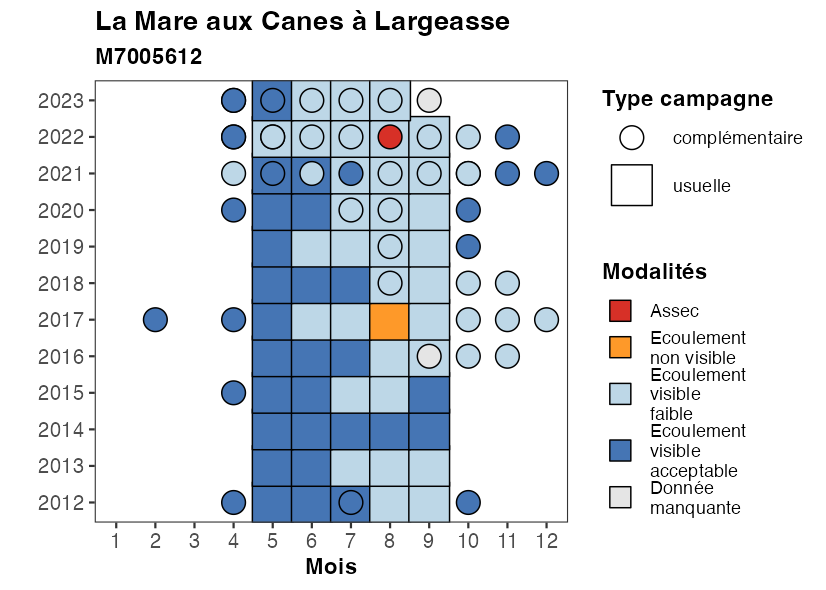 La Mare aux Canes à Largeasse
M7005612
2023
2022
2021
2020
2019
2018
2017
2016
2015
2014
2013
2012
1 2 3 4 5 6 7 8 9 10 11 12
Mois
Type campagne
complémentaire
usuelle
Modalités
Assec
Ecoulement
non visible
Ecoulement
visible
faible
Ecoulement
visible
acceptable
Donnée
manquante